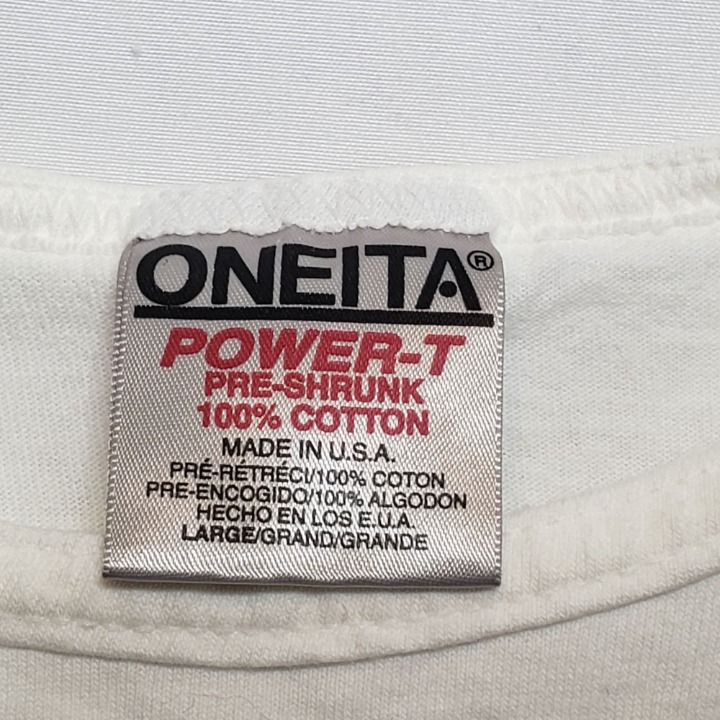 ONEITA®
POWER-T
PRE-SHRUNK
100% COTTON
MADE IN U.S.A.
PRÉ-RÉTRÉCI/100% COTON
PRE-ENCOGIDO/100% ALGODON
HECHO EN LOS E.U.A.
LARGE/GRAND/GRANDE